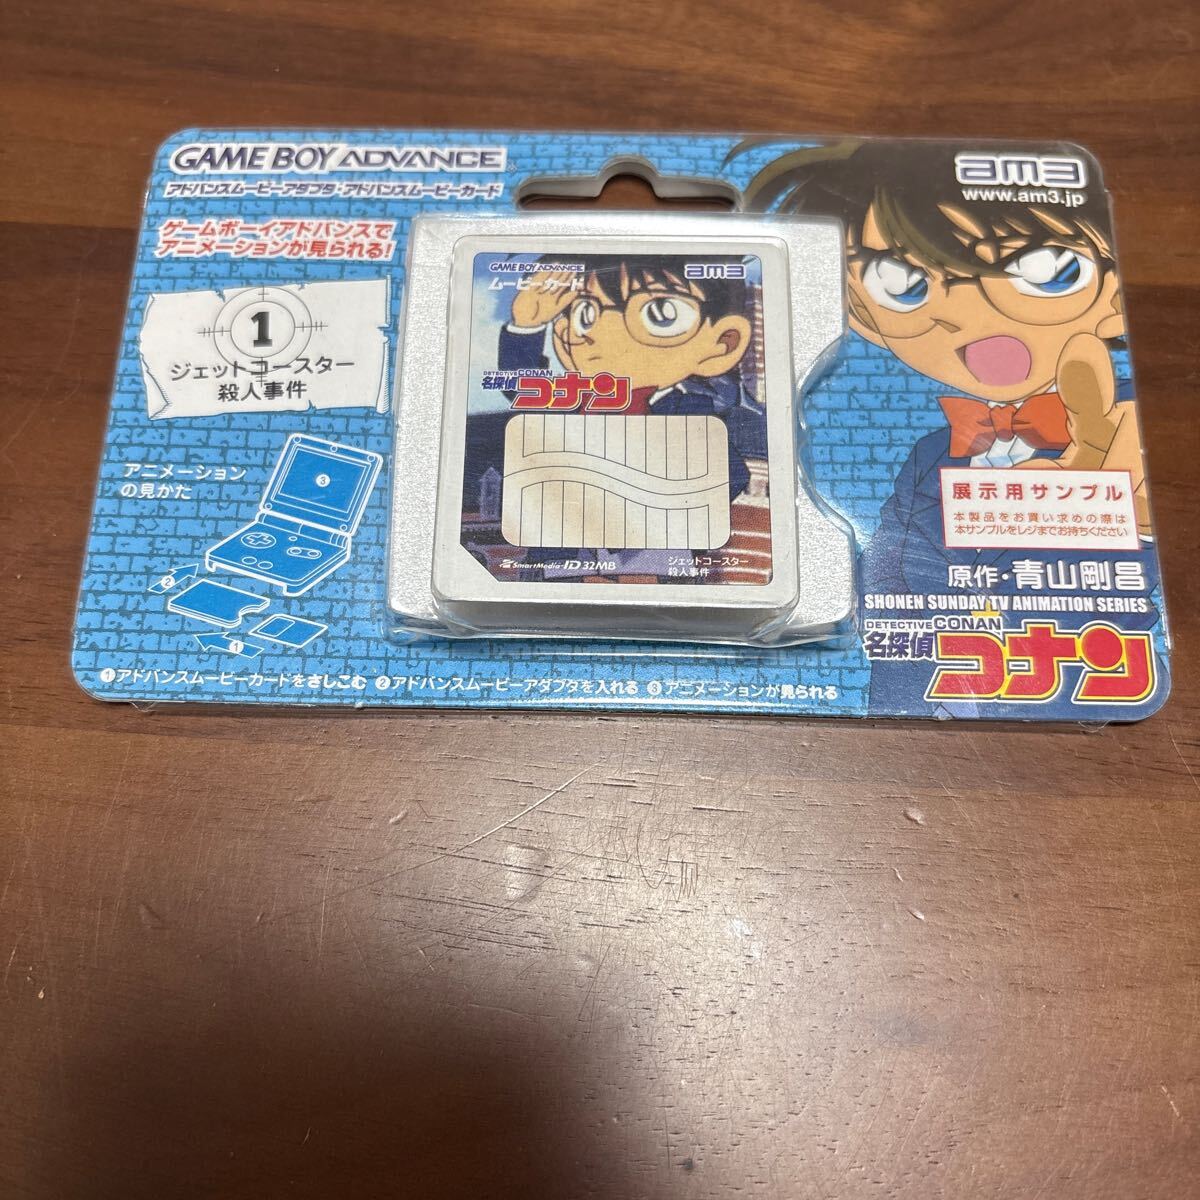 GAME BOY ADVANCE
アドバンスムービーアダプタ・アドバンスムービーカード
ゲームボーイアドバンスで
アニメーションが見られる!
1
ジェットコースター
殺人事件
アニメーション
の見かた
3
2
1
①アドバンスムービーカードをさしこむ ②アドバンスムービーアダプタを入れる ③アニメーションが見られる
GAME BOY ADVANCE
am3
ムービーカード
DETECTIVE CONAN
名探偵
コナン
SmartMedia ID 32MB
ジェットコースター
殺人事件
am3
www.am3.jp
展示用サンプル
本製品をお買い求めの際は
本サンプルをレジまでお持ちください
原作・青山剛昌
SHONEN SUNDAY TV ANIMATION SERIES
DETECTIVE CONAN
名探偵
コナン